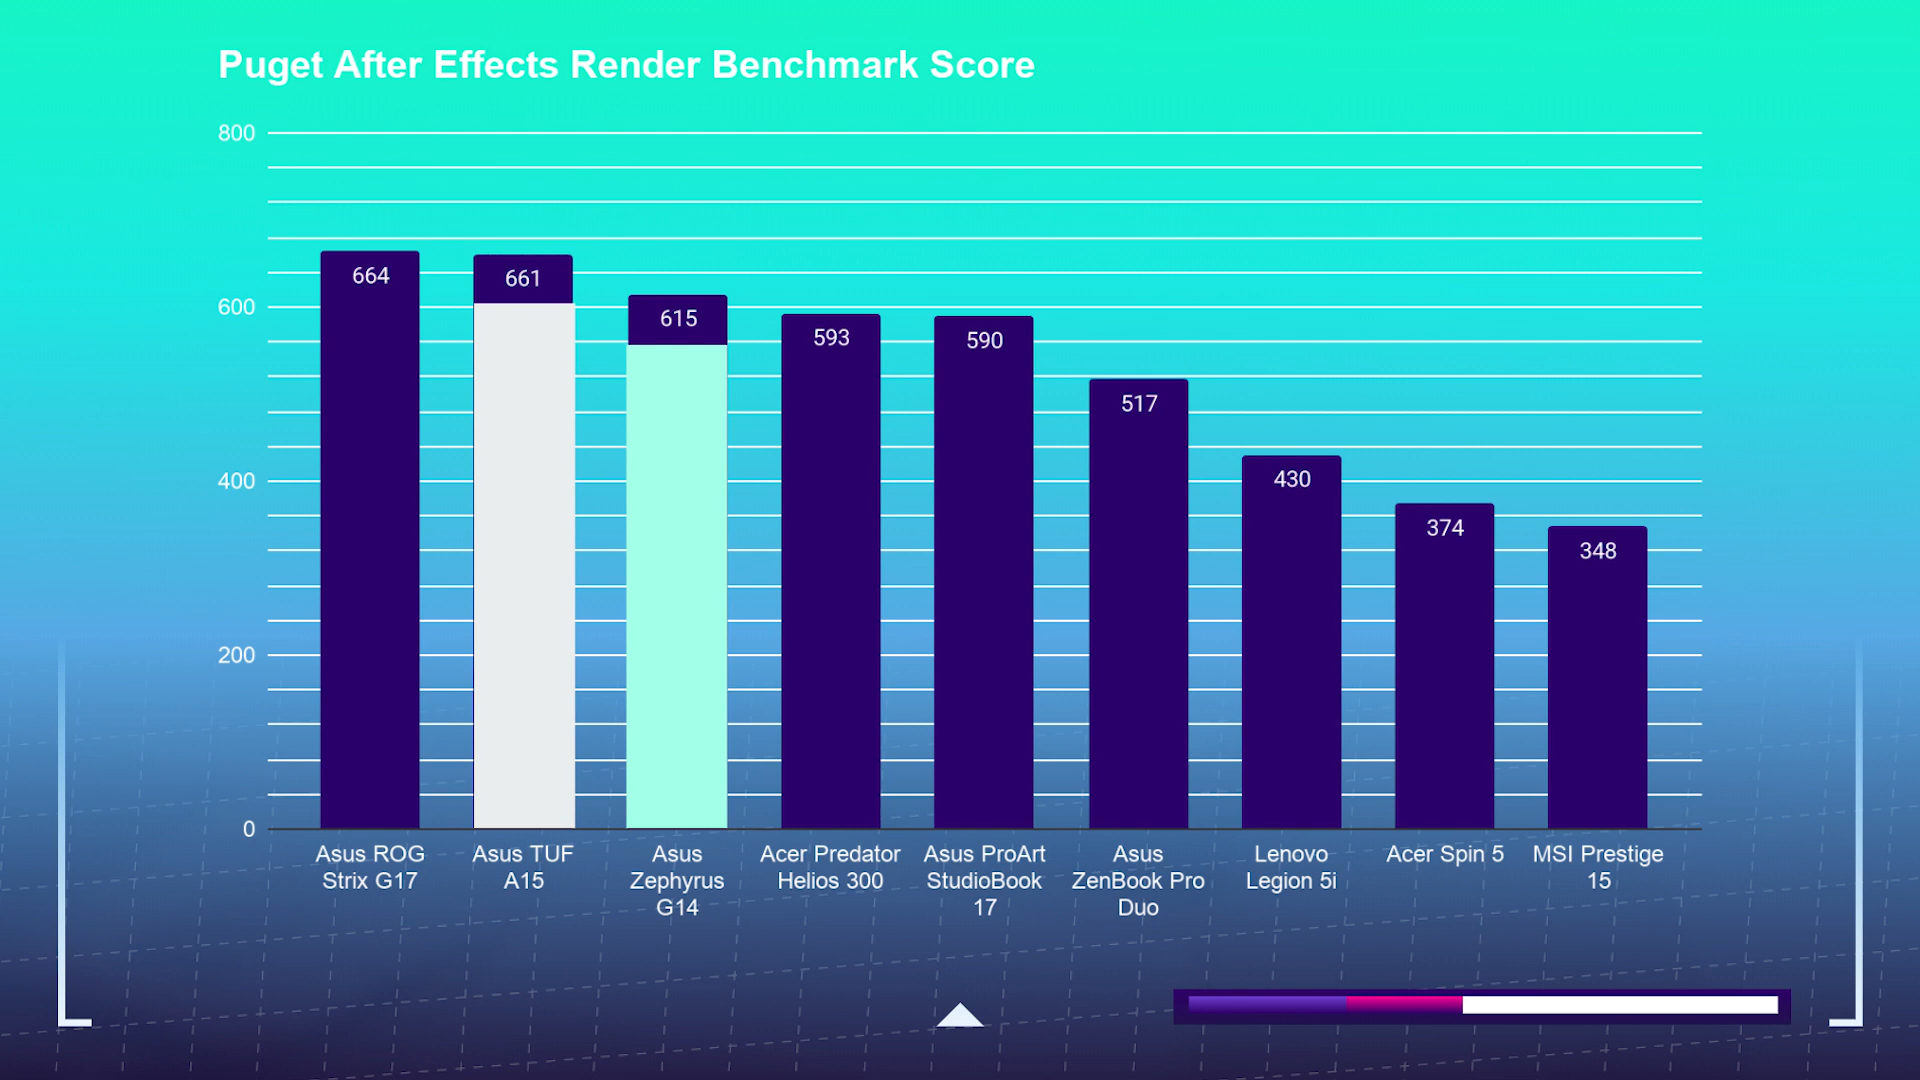 Puget After Effects Render Benchmark Score
800
600
400
200
0
664
661
615
593
590
517
430
374
348
Asus ROG
Strix G17
Asus TUF
A15
Asus
Zephyrus
G14
Acer Predator
Helios 300
Asus ProArt
StudioBook
17
Asus
ZenBook Pro
Duo
Lenovo
Legion 5i
Acer Spin 5
MSI Prestige
15